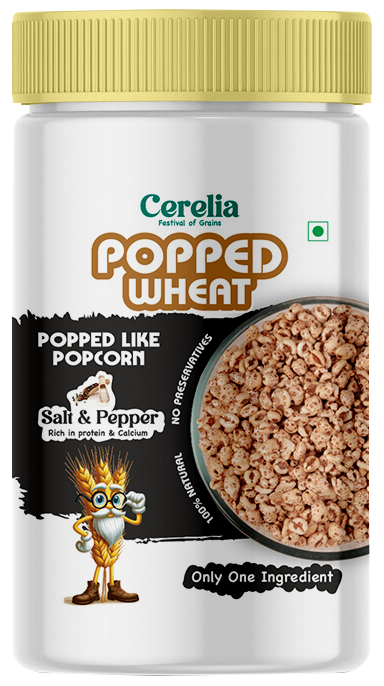 Cerelia
Festival of Grains
POPPED
WHEAT
POPPED LIKE
POPCORN
Salt & Pepper
Rich in protein & Calcium
NO PRESERVATIVES
100% NATURAL
Only One Ingredient